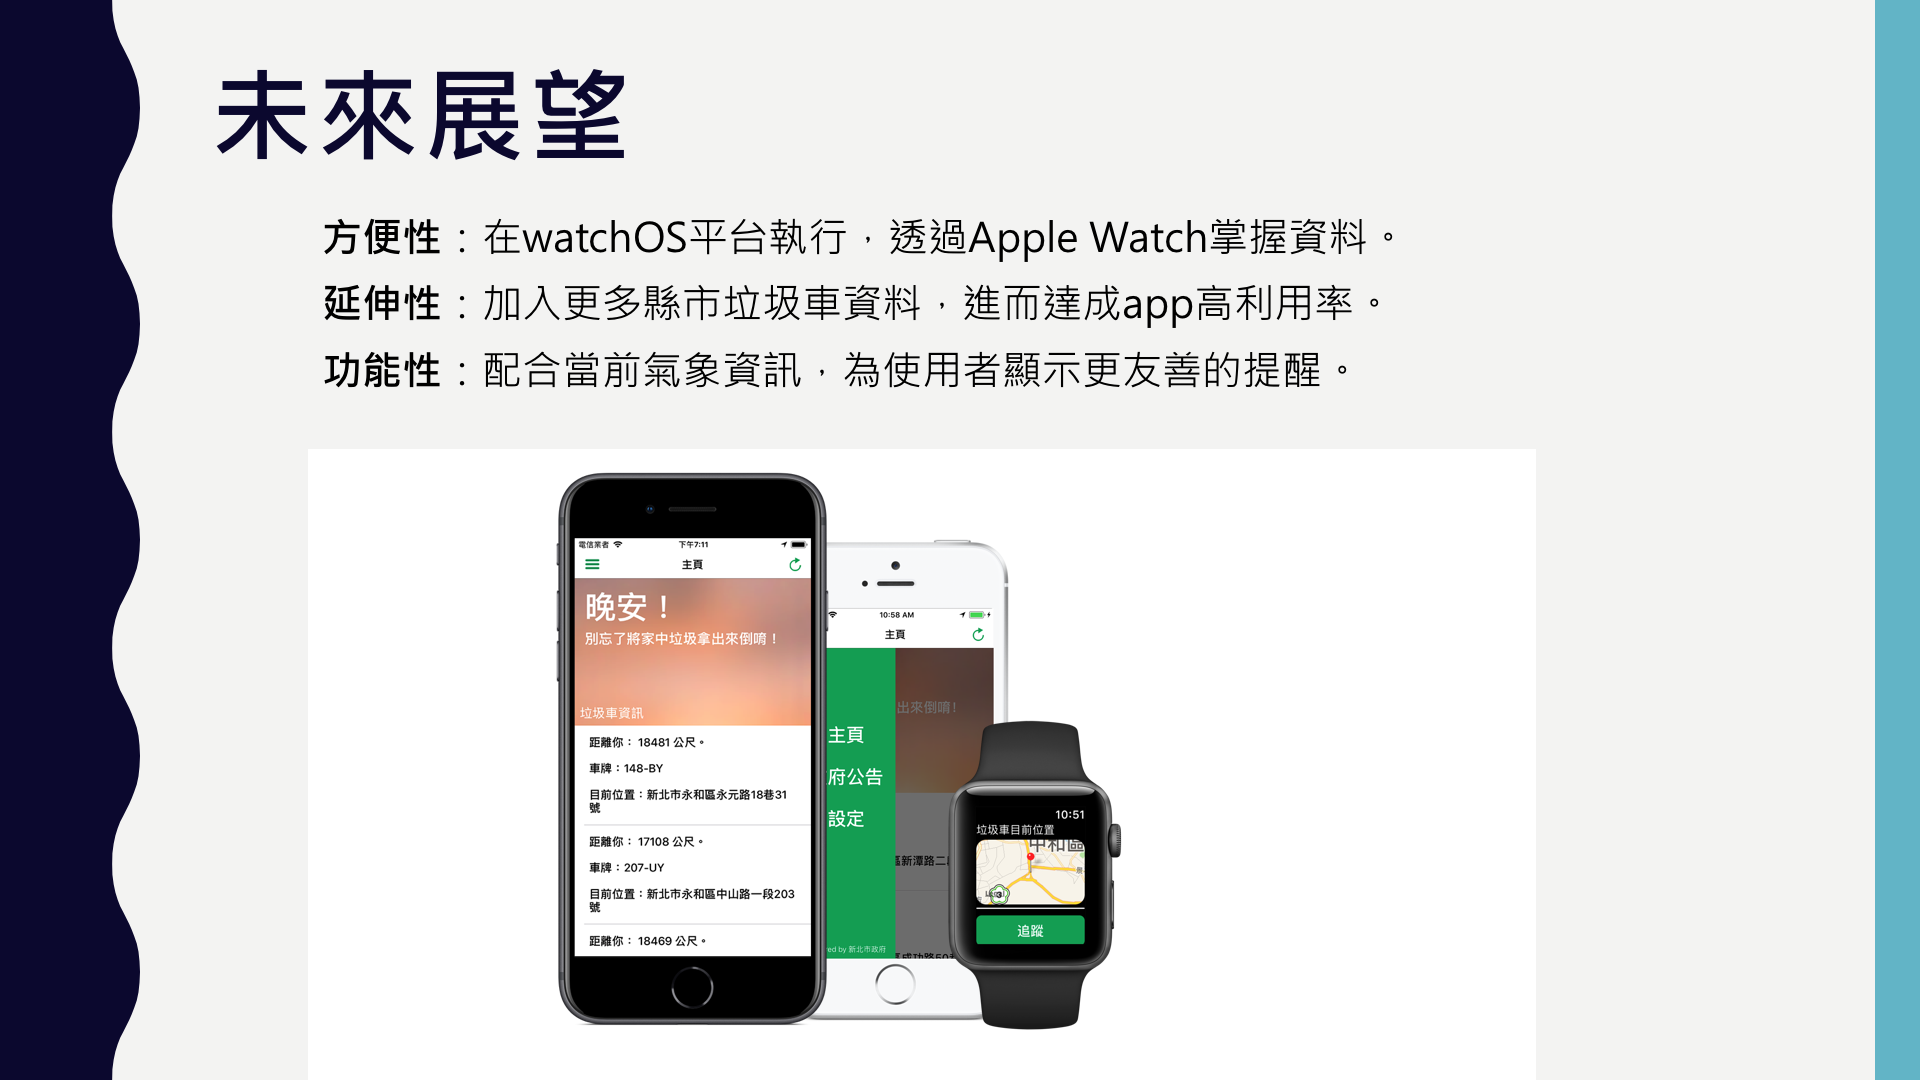 未來展望
方便性：在watchOS平台執行，透過Apple Watch掌握資料。
延伸性：加入更多縣市垃圾車資料，進而達成app高利用率。
功能性：配合當前氣象資訊，為使用者顯示更友善的提醒。
電信業者 下午7:11
主頁
晚安！
別忘了將家中垃圾拿出來倒唷！
垃圾車資訊
距離你： 18481 公尺。
車牌：148-BY
目前位置：新北市永和區永元路18巷31
號
距離你： 17108 公尺。
車牌：207-UY
目前位置：新北市永和區中山路一段203
號
距離你： 18469 公尺。
10:58 AM
主頁
出來倒唷!
主頁
府公告
設定
區新潭路二
ed by 新北市政府
10:51
垃圾車目前位置
中和區
追蹤